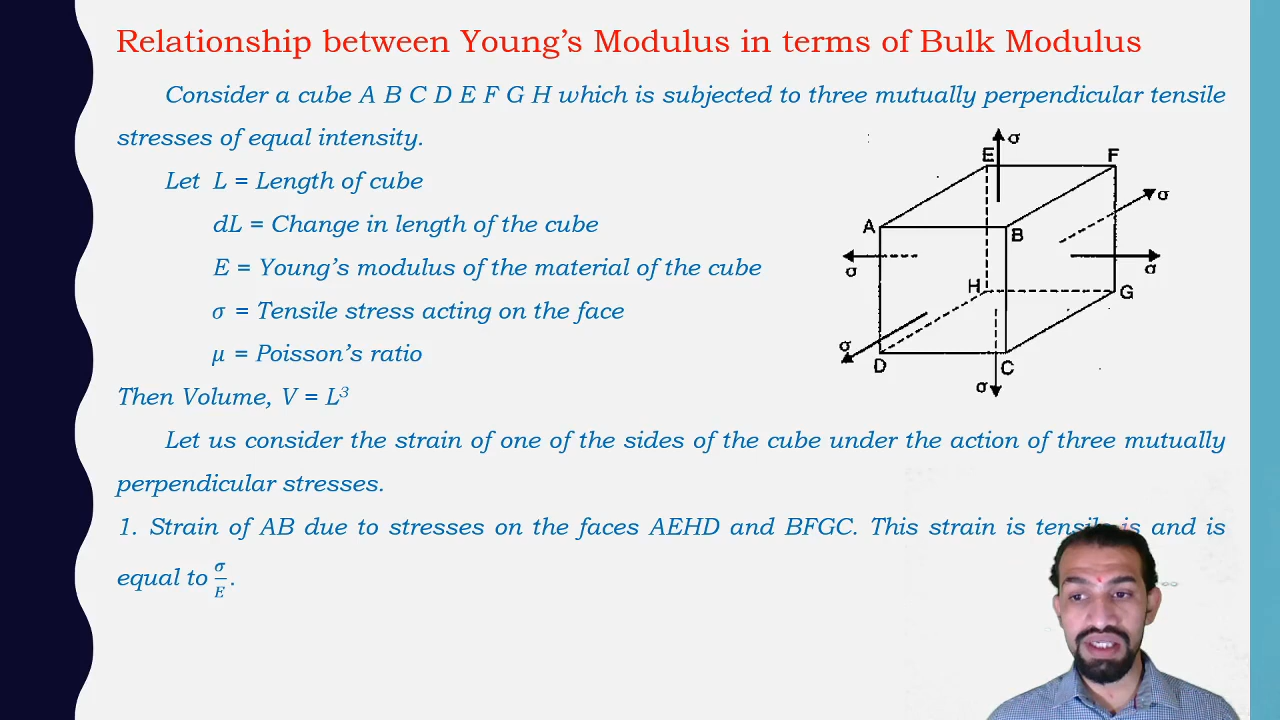 Relationship between Young's Modulus in terms of Bulk Modulus
Consider a cube A B C D E F G H which is subjected to three mutually perpendicular tensile
stresses of equal intensity.
Let L = Length of cube
dL = Change in length of the cube
E = Young's modulus of the material of the cube
σ = Tensile stress acting on the face
μ = Poisson's ratio
Then Volume, V = L³
σ
E
F
σ
A
B
σ
σ
H
G
σ
D
C
σ
Let us consider the strain of one of the sides of the cube under the action of three mutually
perpendicular stresses.
1. Strain of AB due to stresses on the faces AEHD and BFGC. This strain is tensile is and is
equal to σ/E.